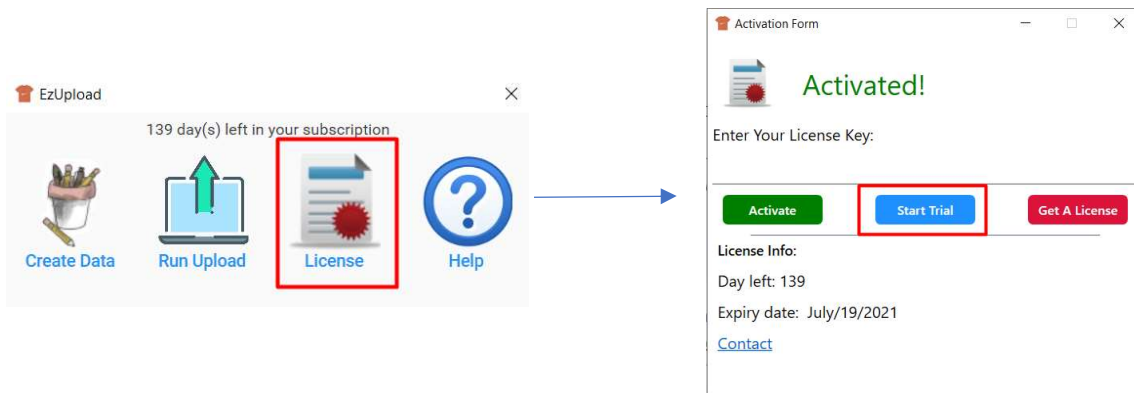 EzUpload
139 day(s) left in your subscription
Create Data
Run Upload
License
Help
Activation Form
Activated!
Enter Your License Key:
Activate
Start Trial
Get A License
License Info:
Day left: 139
Expiry date: July/19/2021
Contact